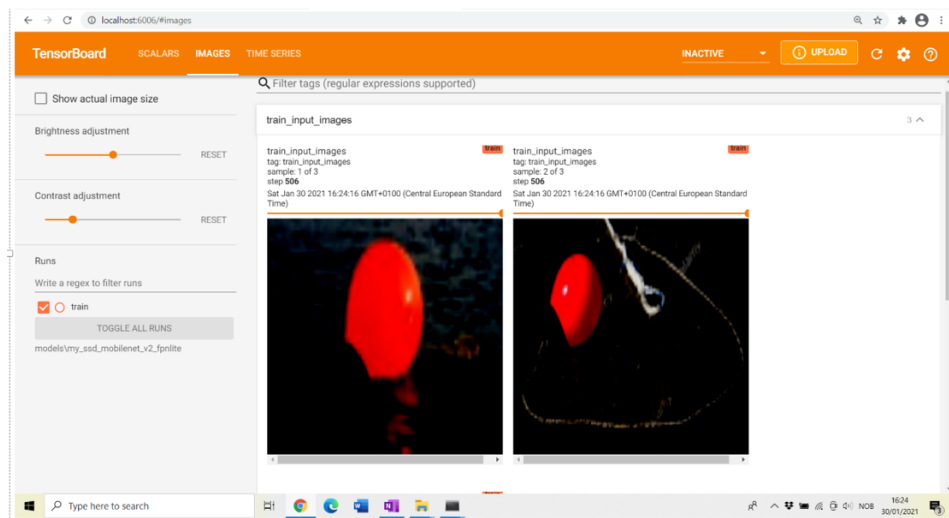 localhost:6006/#images
TensorBoard SCALARS IMAGES TIME SERIES INACTIVE UPLOAD
Filter tags (regular expressions supported)
Show actual image size
Brightness adjustment
RESET
Contrast adjustment
RESET
Runs
Write a regex to filter runs
train
TOGGLE ALL RUNS
models\my_ssd_mobilenet_v2_fpnlite
train_input_images 3
train_input_images train
tag: train_input_images
sample: 1 of 3
step 506
Sat Jan 30 2021 16:24:16 GMT+0100 (Central European Standard
Time)
train_input_images train
tag: train_input_images
sample: 2 of 3
step 506
Sat Jan 30 2021 16:24:16 GMT+0100 (Central European Standard
Time)
Type here to search
NOB
16:24
30/01/2021